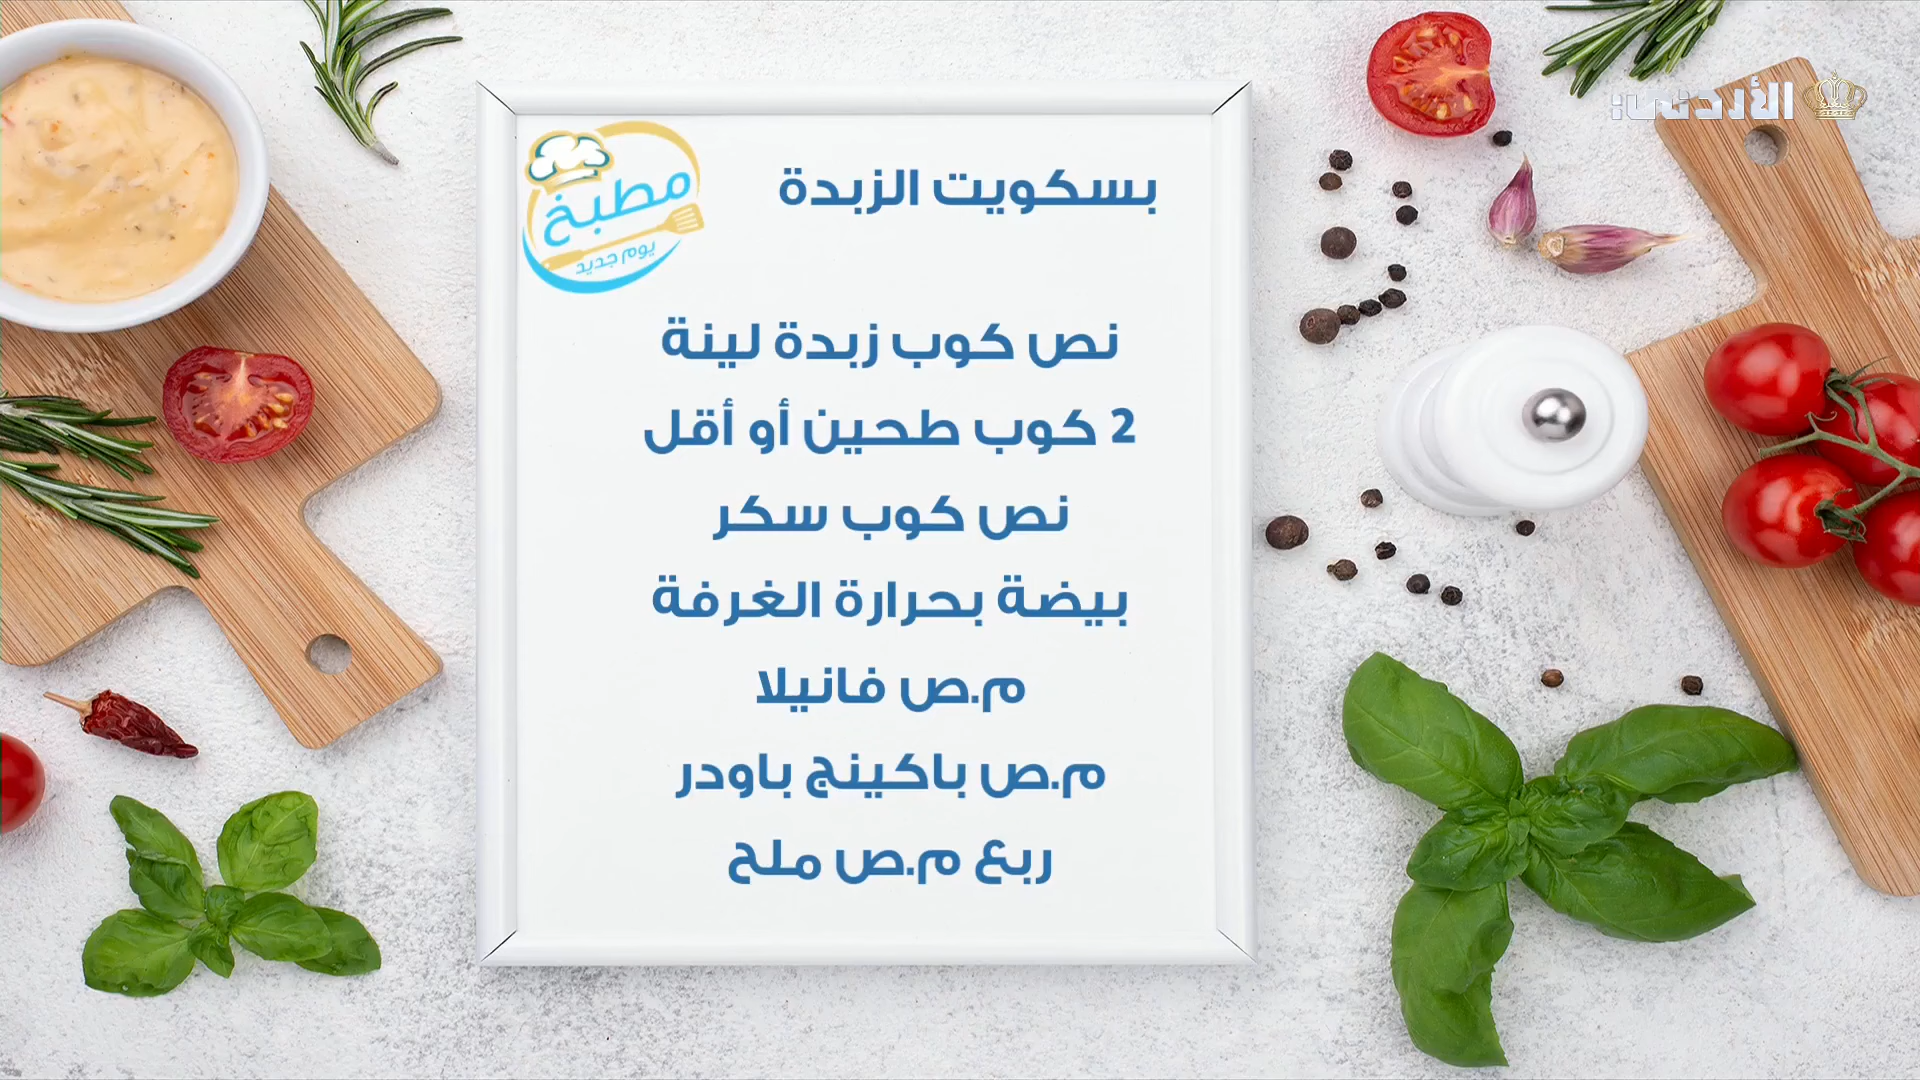 الأردني
مطبخ
يوم جديد
بسكويت الزبدة
نص كوب زبدة لينة
2 كوب طحين أو أقل
نص كوب سكر
بيضة بحرارة الغرفة
م.ص فانيلا
م.ص باكينج باودر
ربع م.ص ملح